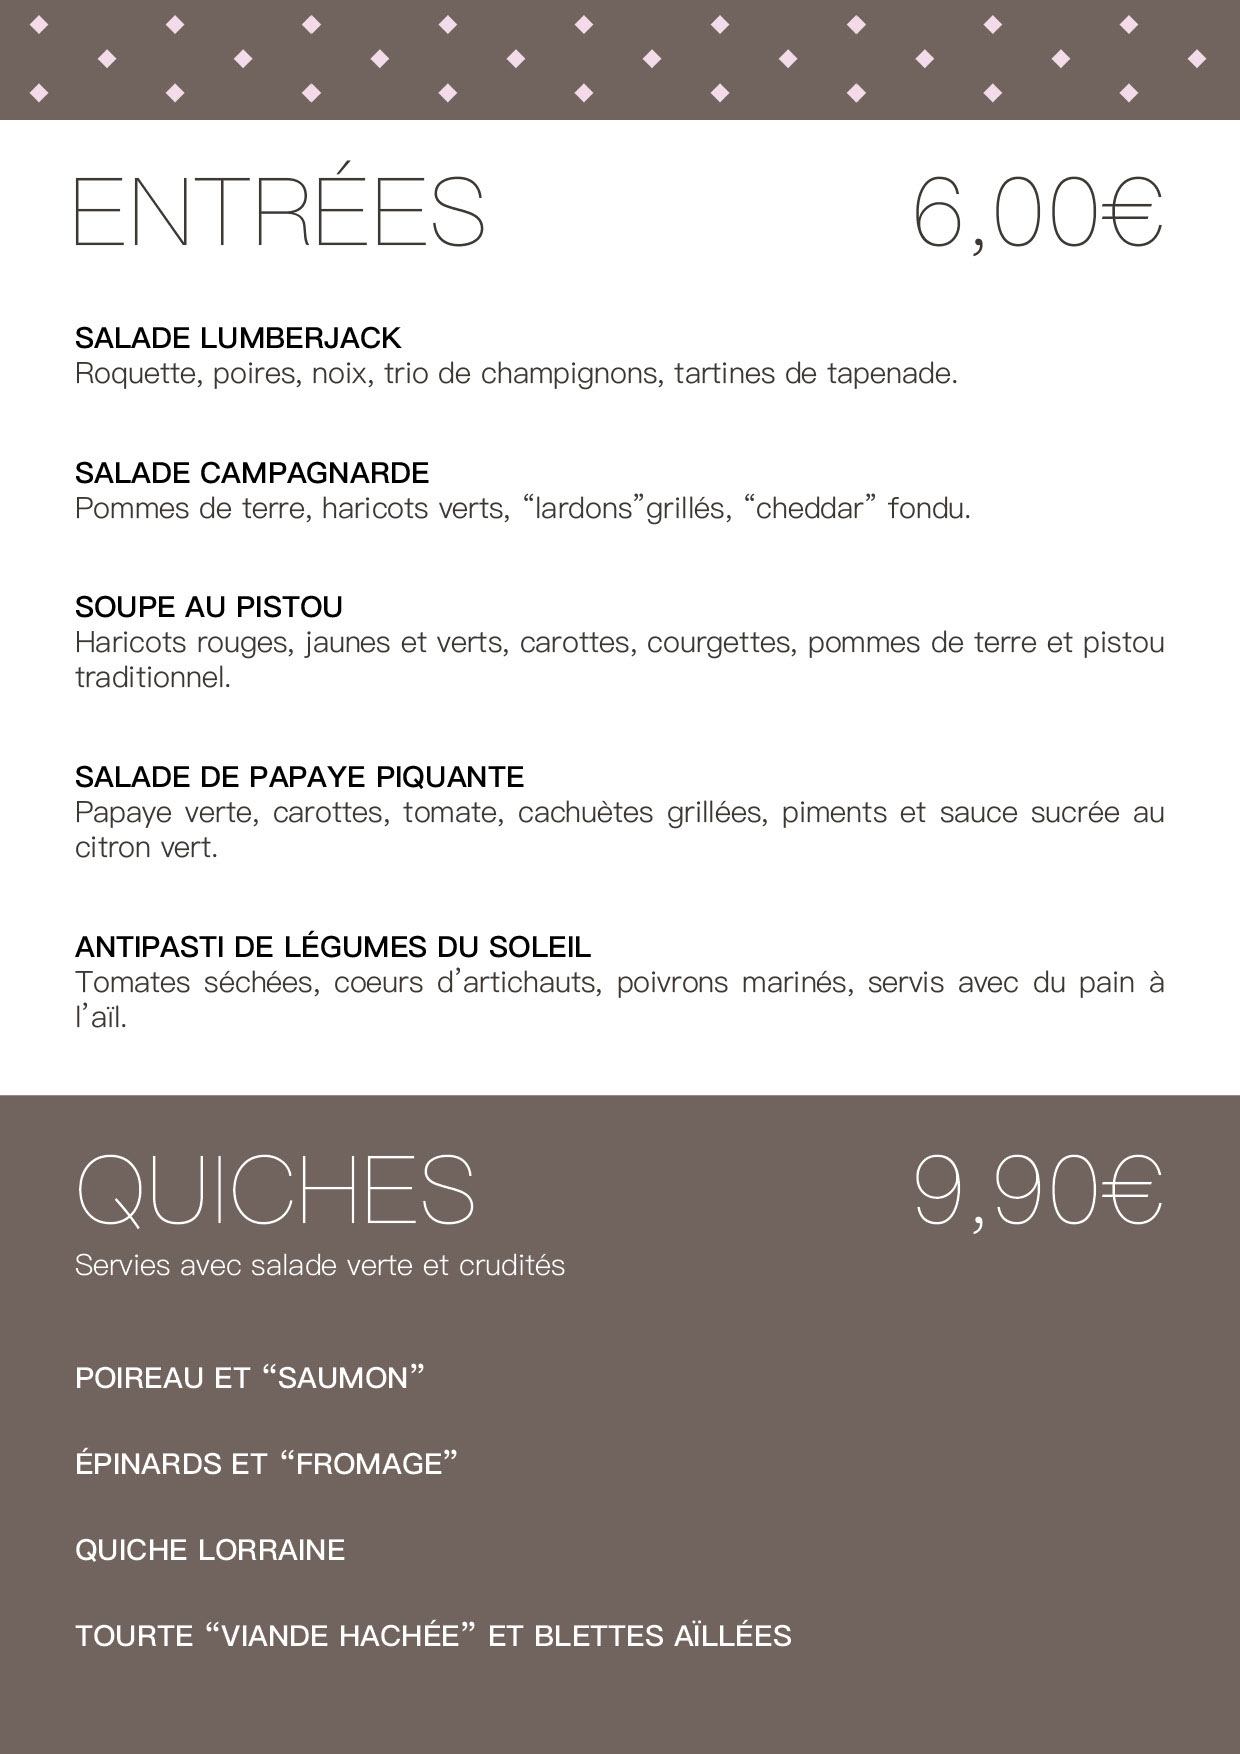 ENTRÉES 6,00€
SALADE LUMBERJACK
Roquette, poires, noix, trio de champignons, tartines de tapenade.
SALADE CAMPAGNARDE
Pommes de terre, haricots verts, “lardons”grillés, “cheddar” fondu.
SOUPE AU PISTOU
Haricots rouges, jaunes et verts, carottes, courgettes, pommes de terre et pistou
traditionnel.
SALADE DE PAPAYE PIQUANTE
Papaye verte, carottes, tomate, cachuètes grillées, piments et sauce sucrée au
citron vert.
ANTIPASTI DE LÉGUMES DU SOLEIL
Tomates séchées, coeurs d’artichauts, poivrons marinés, servis avec du pain à
l’aïl.
QUICHES 9,90€
Servies avec salade verte et crudités
POIREAU ET “SAUMON”
ÉPINARDS ET “FROMAGE”
QUICHE LORRAINE
TOURTE “VIANDE HACHÉE” ET BLETTES AÏLLÉES